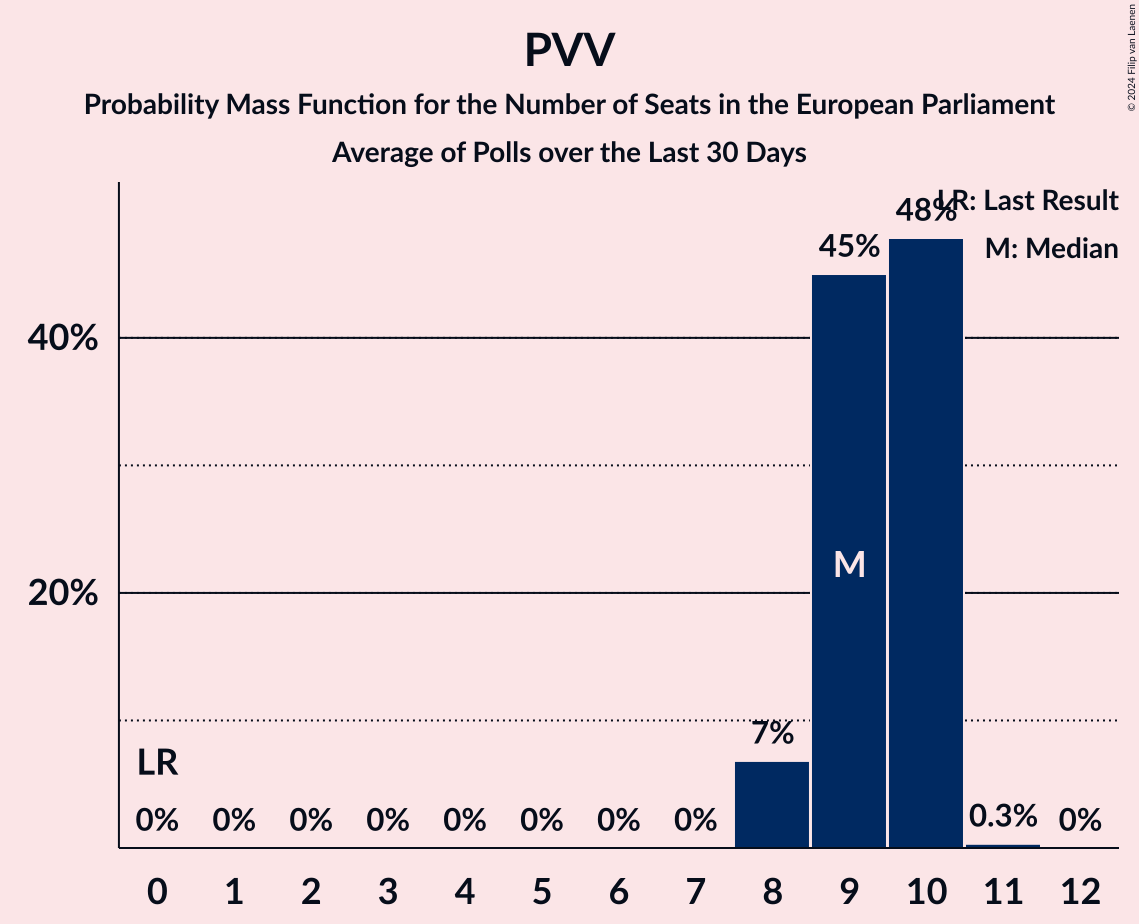 PVV
Probability Mass Function for the Number of Seats in the European Parliament
Average of Polls over the Last 30 Days
© 2024 Filip van Laenen
LR: Last Result
M: Median
48%
45%
40%
M
20%
7%
LR
0% 0% 0% 0% 0% 0% 0% 0% 0.3% 0%
0 1 2 3 4 5 6 7 8 9 10 11 12